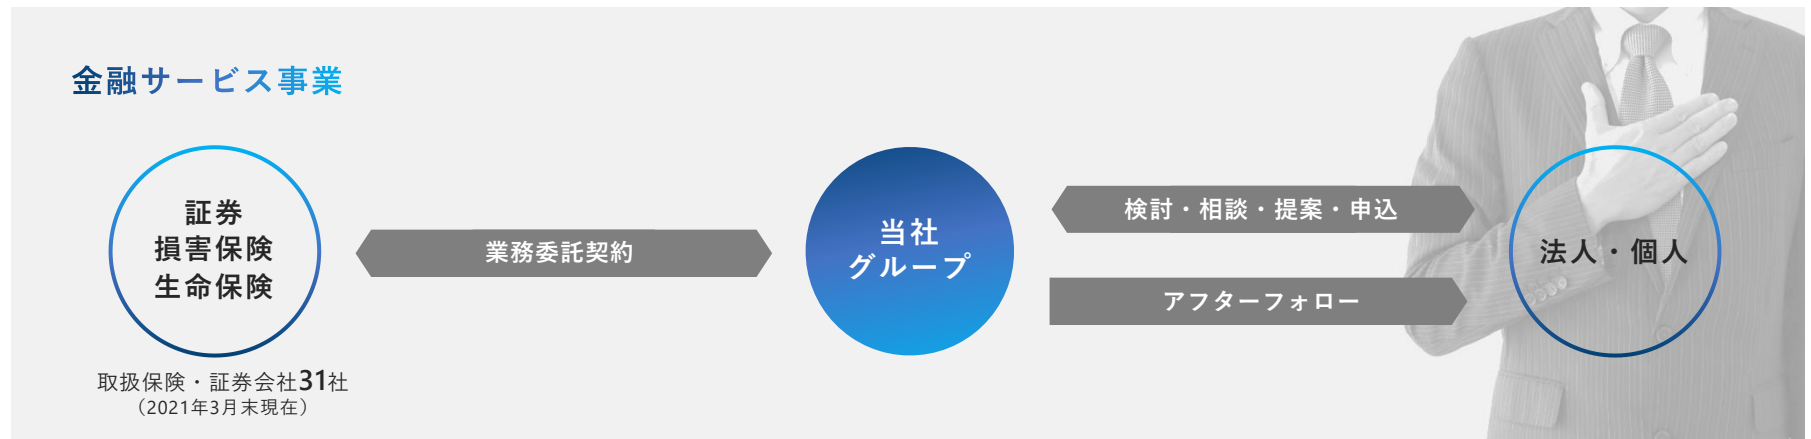 金融サービス事業
証券
損害保険
生命保険
取扱保険・証券会社31社
（2021年3月末現在）
業務委託契約
当社
グループ
検討・相談・提案・申込
アフターフォロー
法人・個人